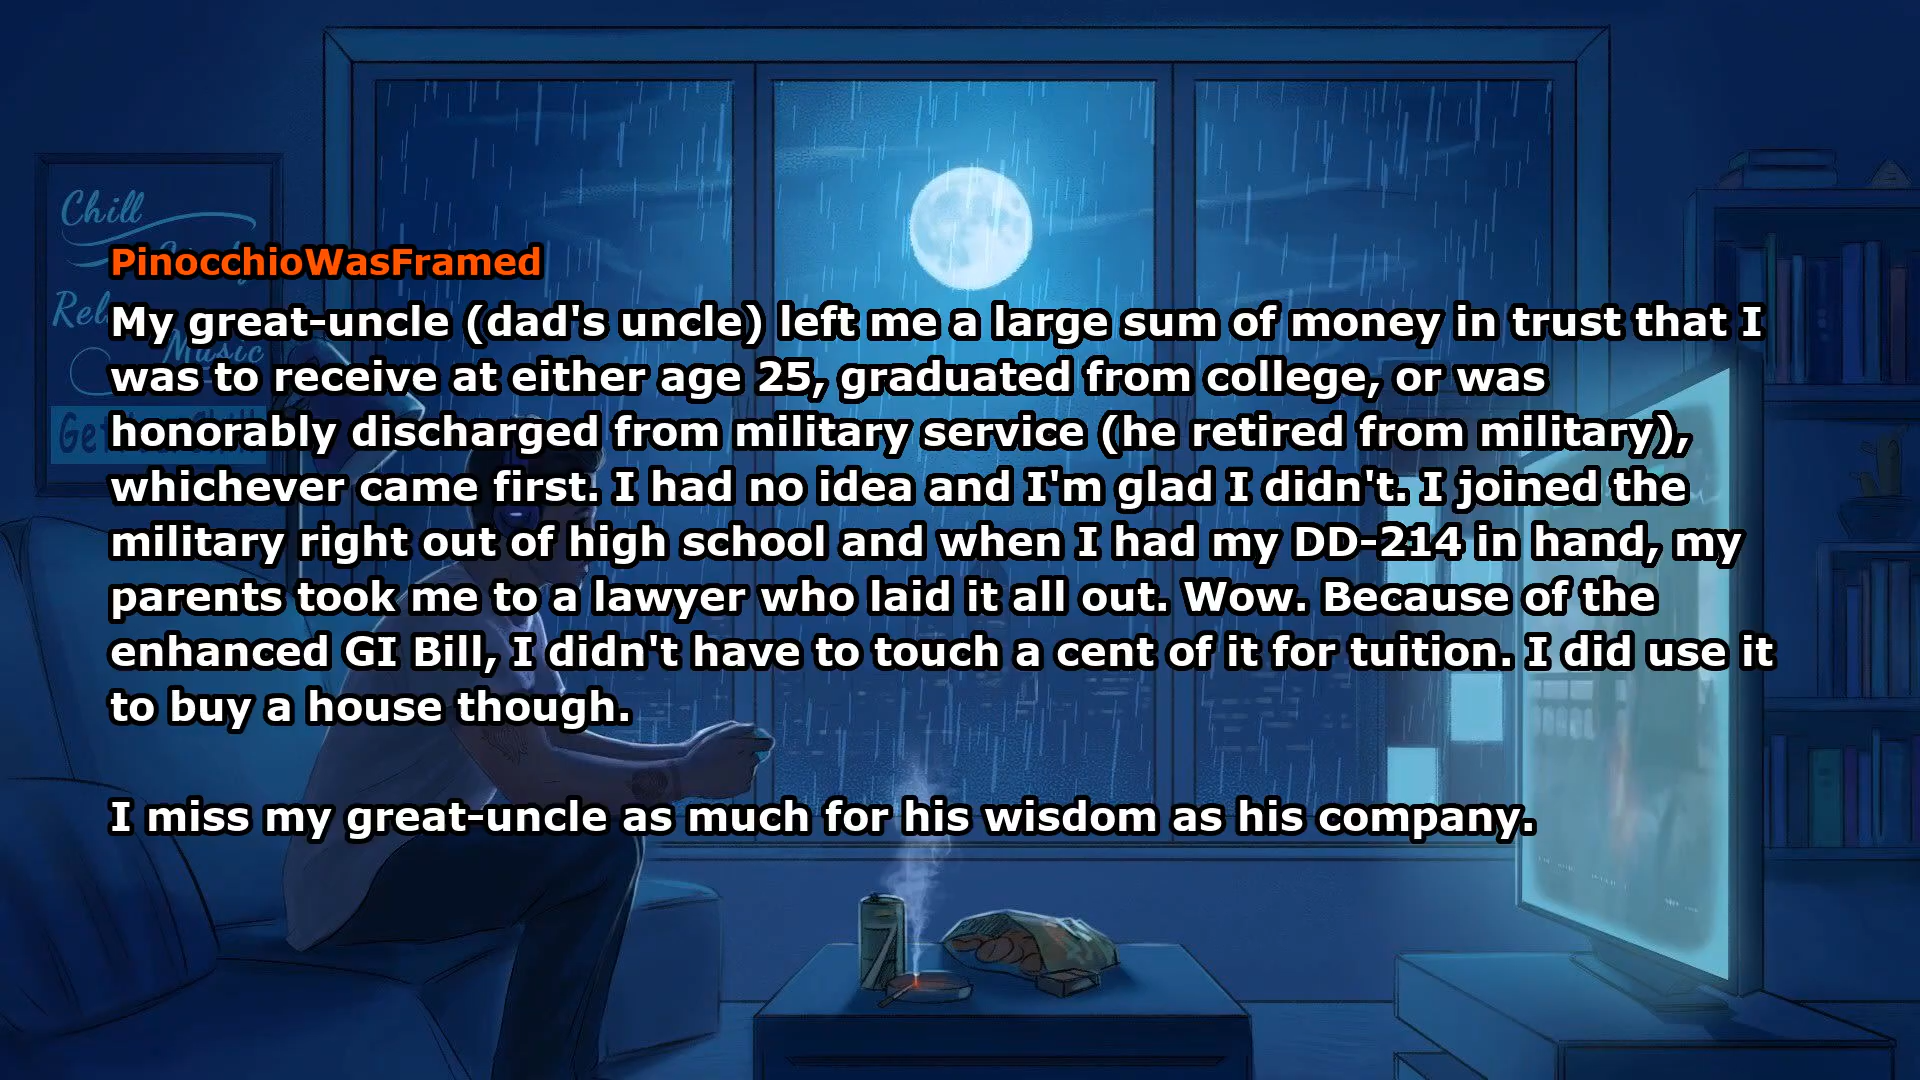 Chill
PinocchioWasFramed
My great-uncle (dad's uncle) left me a large sum of money in trust that I
was to receive at either age 25, graduated from college, or was
honorably discharged from military service (he retired from military),
whichever came first. I had no idea and I'm glad I didn't. I joined the
military right out of high school and when I had my DD-214 in hand, my
parents took me to a lawyer who laid it all out. Wow. Because of the
enhanced GI Bill, I didn't have to touch a cent of it for tuition. I did use it
to buy a house though.
I miss my great-uncle as much for his wisdom as his company.
Music
7